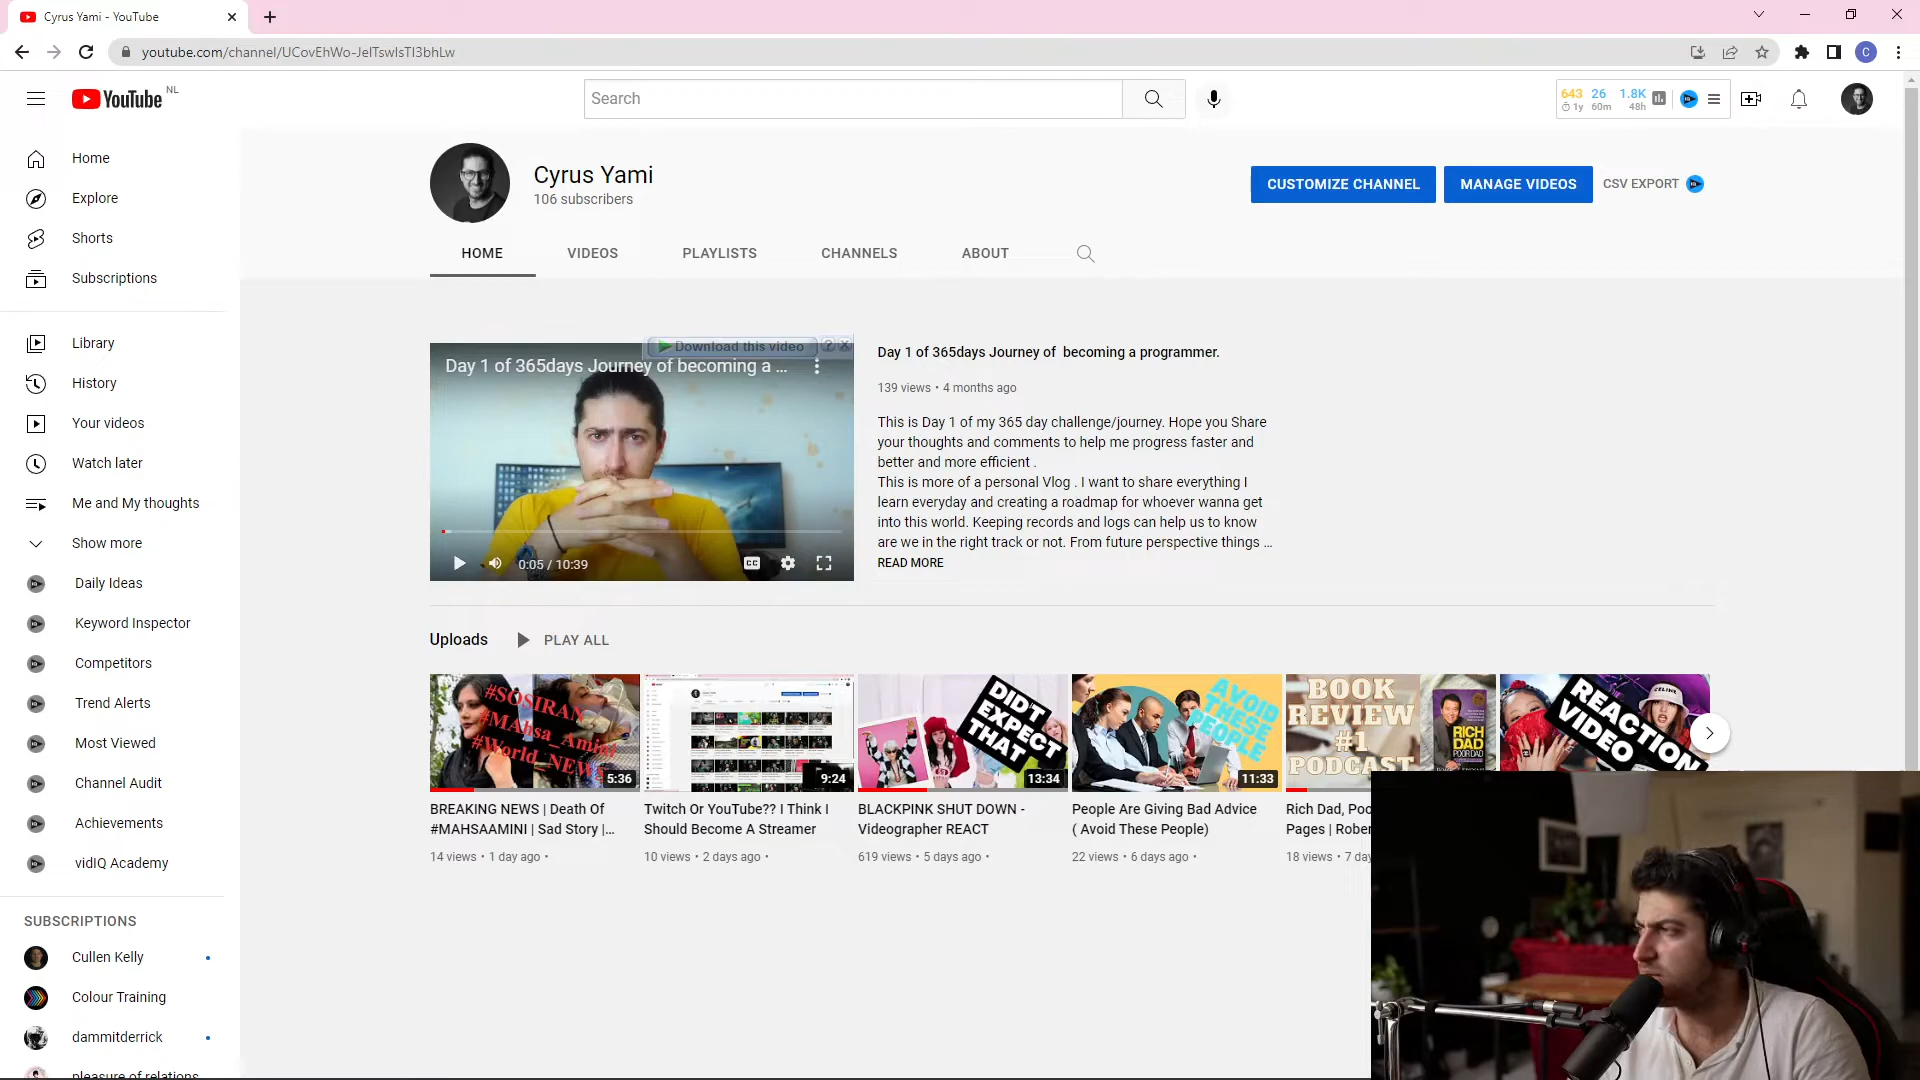 Cyrus Yami - YouTube
youtube.com/channel/UCovEhWo-JeITswIsTI3bhLw
C
YouTube NL
Search
643 26 1.8K
1y 60m 48h
Home
Explore
Shorts
Subscriptions
Library
History
Your videos
Watch later
Me and My thoughts
Show more
Daily Ideas
Keyword Inspector
Competitors
Trend Alerts
Most Viewed
Channel Audit
Achievements
vidIQ Academy
SUBSCRIPTIONS
Cullen Kelly
Colour Training
dammitderrick
pleasure of relations
Cyrus Yami
106 subscribers
CUSTOMIZE CHANNEL
MANAGE VIDEOS
CSV EXPORT
HOME
VIDEOS
PLAYLISTS
CHANNELS
ABOUT
Download this video
Day 1 of 365days Journey of becoming a ...
0:05 / 10:39
CC
Day 1 of 365days Journey of becoming a programmer.
139 views • 4 months ago
This is Day 1 of my 365 day challenge/journey. Hope you Share
your thoughts and comments to help me progress faster and
better and more efficient .
This is more of a personal Vlog . I want to share everything I
learn everyday and creating a roadmap for whoever wanna get
into this world. Keeping records and logs can help us to know
are we in the right track or not. From future perspective things ...
READ MORE
Uploads
PLAY ALL
#SOSIRAN
#MAhsa_Amini
#World_NEWS
5:36
BREAKING NEWS | Death Of
#MAHSAAMINI | Sad Story |...
14 views • 1 day ago •
9:24
Twitch Or YouTube?? I Think I
Should Become A Streamer
10 views • 2 days ago •
DIDT
EXPECT
THAT
13:34
BLACKPINK SHUT DOWN -
Videographer REACT
619 views • 5 days ago •
AVOID
THESE
PEOPLE
11:33
People Are Giving Bad Advice
( Avoid These People)
22 views • 6 days ago •
BOOK
REVIEW
#1
PODCAST
RICH
DAD
POOR DAD
Rich Dad, Poo
Pages | Rober
18 views • 7 day
REACTION
VIDEO
CELINE